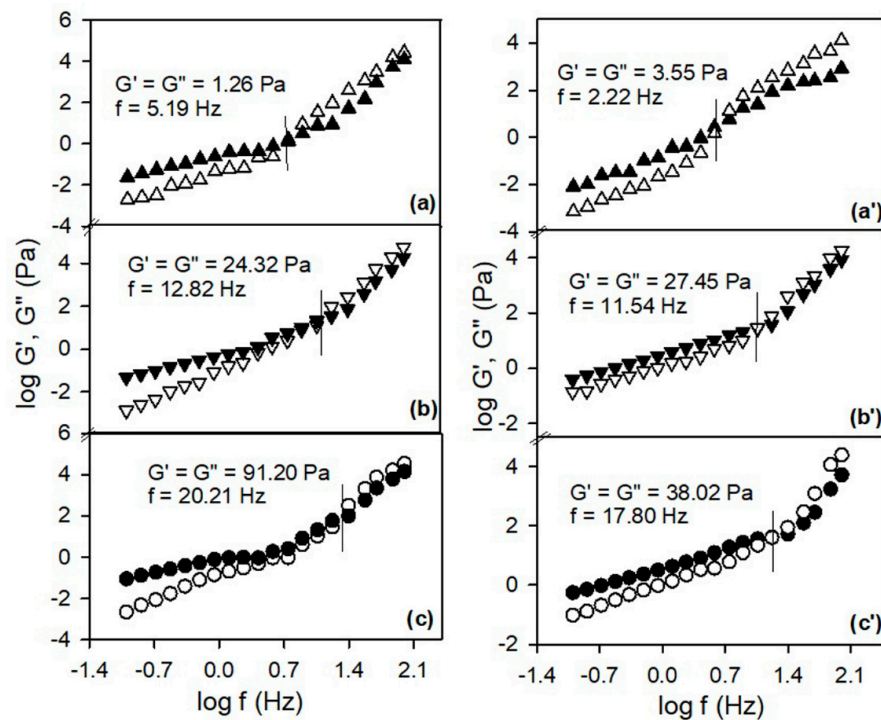 4
2
0
-2
-4
G' = G'' = 1.26 Pa
f = 5.19 Hz
(a)
4
2
0
-2
-4
G' = G'' = 3.55 Pa
f = 2.22 Hz
(a')
log G', G'' (Pa)
4
2
0
-2
6
G' = G'' = 24.32 Pa
f = 12.82 Hz
(b)
log G', G'' (Pa)
4
2
0
-2
G' = G'' = 27.45 Pa
f = 11.54 Hz
(b')
4
2
0
-2
-4
G' = G'' = 91.20 Pa
f = 20.21 Hz
(c)
4
2
0
-2
G' = G'' = 38.02 Pa
f = 17.80 Hz
(c')
-1.4 -0.7 0.0 0.7 1.4 2.1
log f (Hz)
-1.4 -0.7 0.0 0.7 1.4 2.1
log f (Hz)